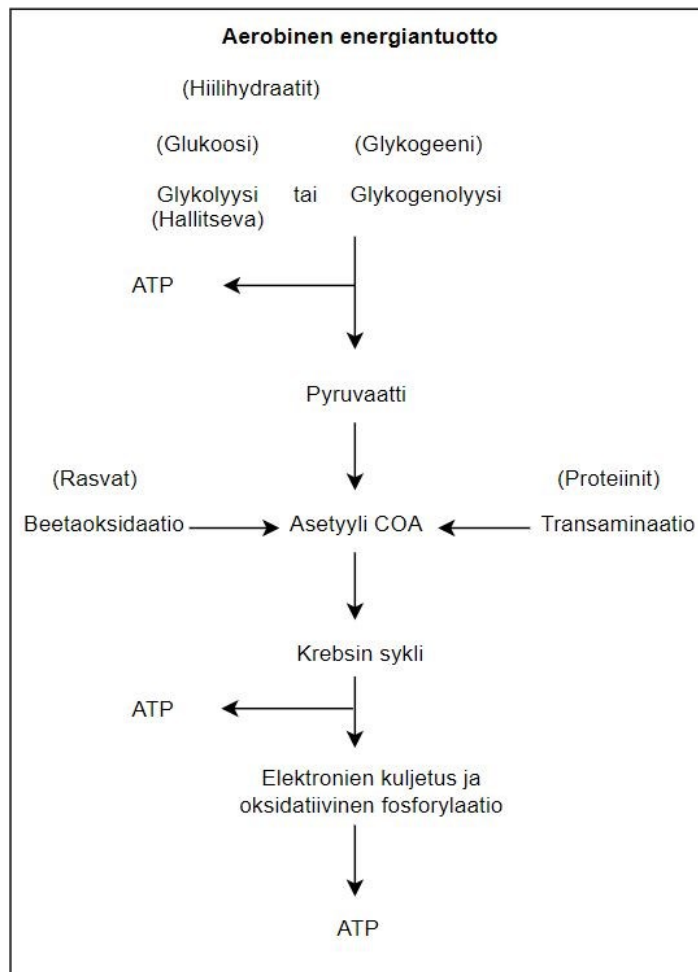 Aerobinen energiantuotto
(Hiilihydraatit)
(Glukoosi) (Glykogeeni)
Glykolyysi tai Glykogenolyysi
(Hallitseva)
ATP
Pyruvaatti
(Rasvat) (Proteiinit)
Beetaoksidaatio Asetyyli COA Transaminaatio
Krebsin sykli
ATP
Elektronien kuljetus ja
oksidatiivinen fosforylaatio
ATP